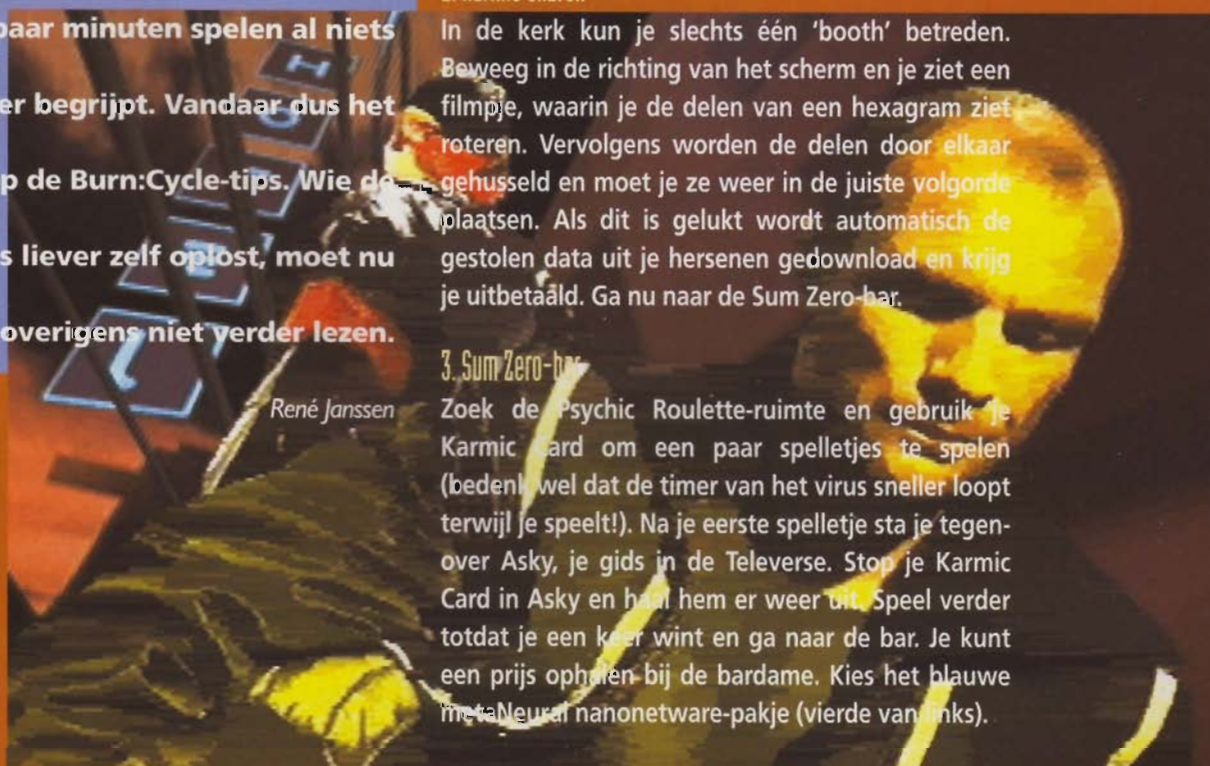 paar minuten spelen al niets
er begrijpt. Vandaar dus het
p de Burn:Cycle-tips. Wie de
s liever zelf oplost, moet nu
overigens niet verder lezen.
René Janssen
In de kerk kun je slechts één ‘booth’ betreden.
Beweeg in de richting van het scherm en je ziet een
filmpje, waarin je de delen van een hexagram ziet
roteren. Vervolgens worden de delen door elkaar
gehusseld en moet je ze weer in de juiste volgorde
plaatsen. Als dit is gelukt wordt automatisch de
gestolen data uit je hersenen gedownload en krijg
je uitbetaald. Ga nu naar de Sum Zero-bar.
3. Sum Zero-bar
Zoek de Psychic Roulette-ruimte en gebruik je
Karmic Card om een paar spelletjes te spelen
(bedenk wel dat de timer van het virus sneller loopt
terwijl je speelt!). Na je eerste spelletje sta je tegen-
over Asky, je gids in de Televerse. Stop je Karmic
Card in Asky en haal hem er weer uit. Speel verder
totdat je een keer wint en ga naar de bar. Je kunt
een prijs ophalen bij de bardame. Kies het blauwe
metaNeural nanonetware-pakje (vierde van links).